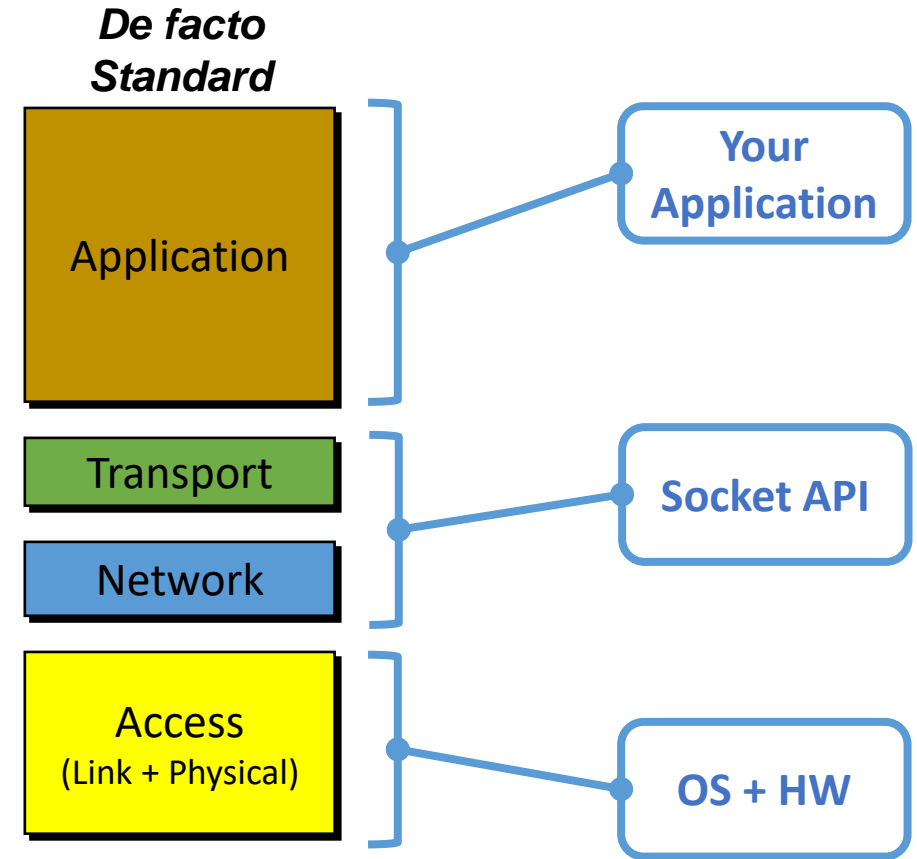 De facto
Standard
Application
Your
Application
Transport
Network
Socket API
Access
(Link + Physical)
OS + HW